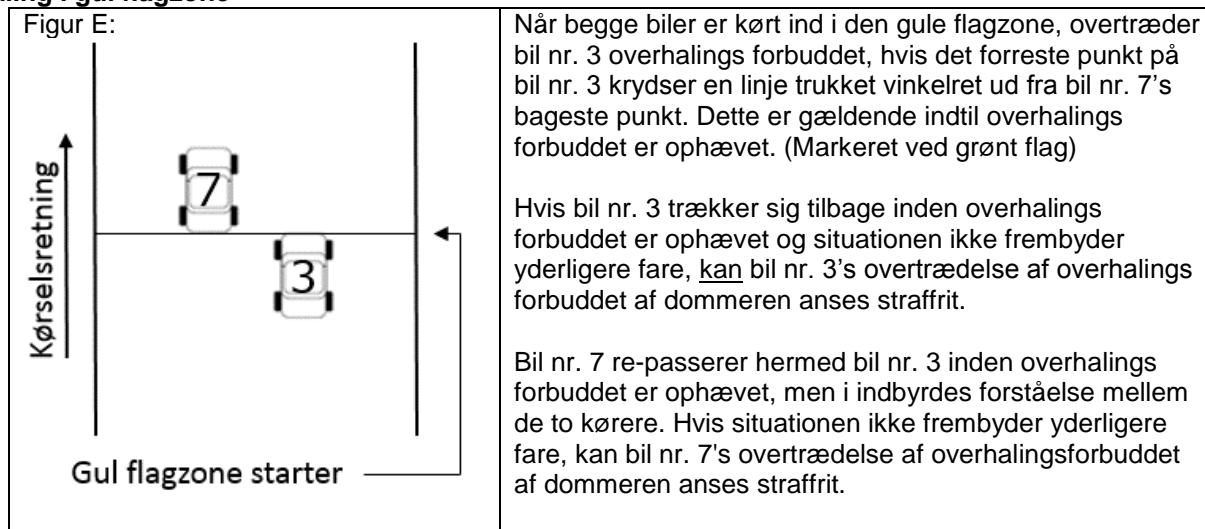 Figur E:
7
3
Kørselsretning
Gul flagzone starter
Når begge biler er kørt ind i den gule flagzone, overtræder
bil nr. 3 overhalings forbuddet, hvis det forreste punkt på
bil nr. 3 krydser en linje trukket vinkelret ud fra bil nr. 7’s
bageste punkt. Dette er gældende indtil overhalings
forbuddet er ophævet. (Markeret ved grønt flag)
Hvis bil nr. 3 trækker sig tilbage inden overhalings
forbuddet er ophævet og situationen ikke frembyder
yderligere fare, kan bil nr. 3’s overtrædelse af overhalings
forbuddet af dommeren anses straffrit.
Bil nr. 7 re-passerer hermed bil nr. 3 inden overhalings
forbuddet er ophævet, men i indbyrdes forståelse mellem
de to kørere. Hvis situationen ikke frembyder yderligere
fare, kan bil nr. 7's overtrædelse af overhalingsforbuddet
af dommeren anses straffrit.